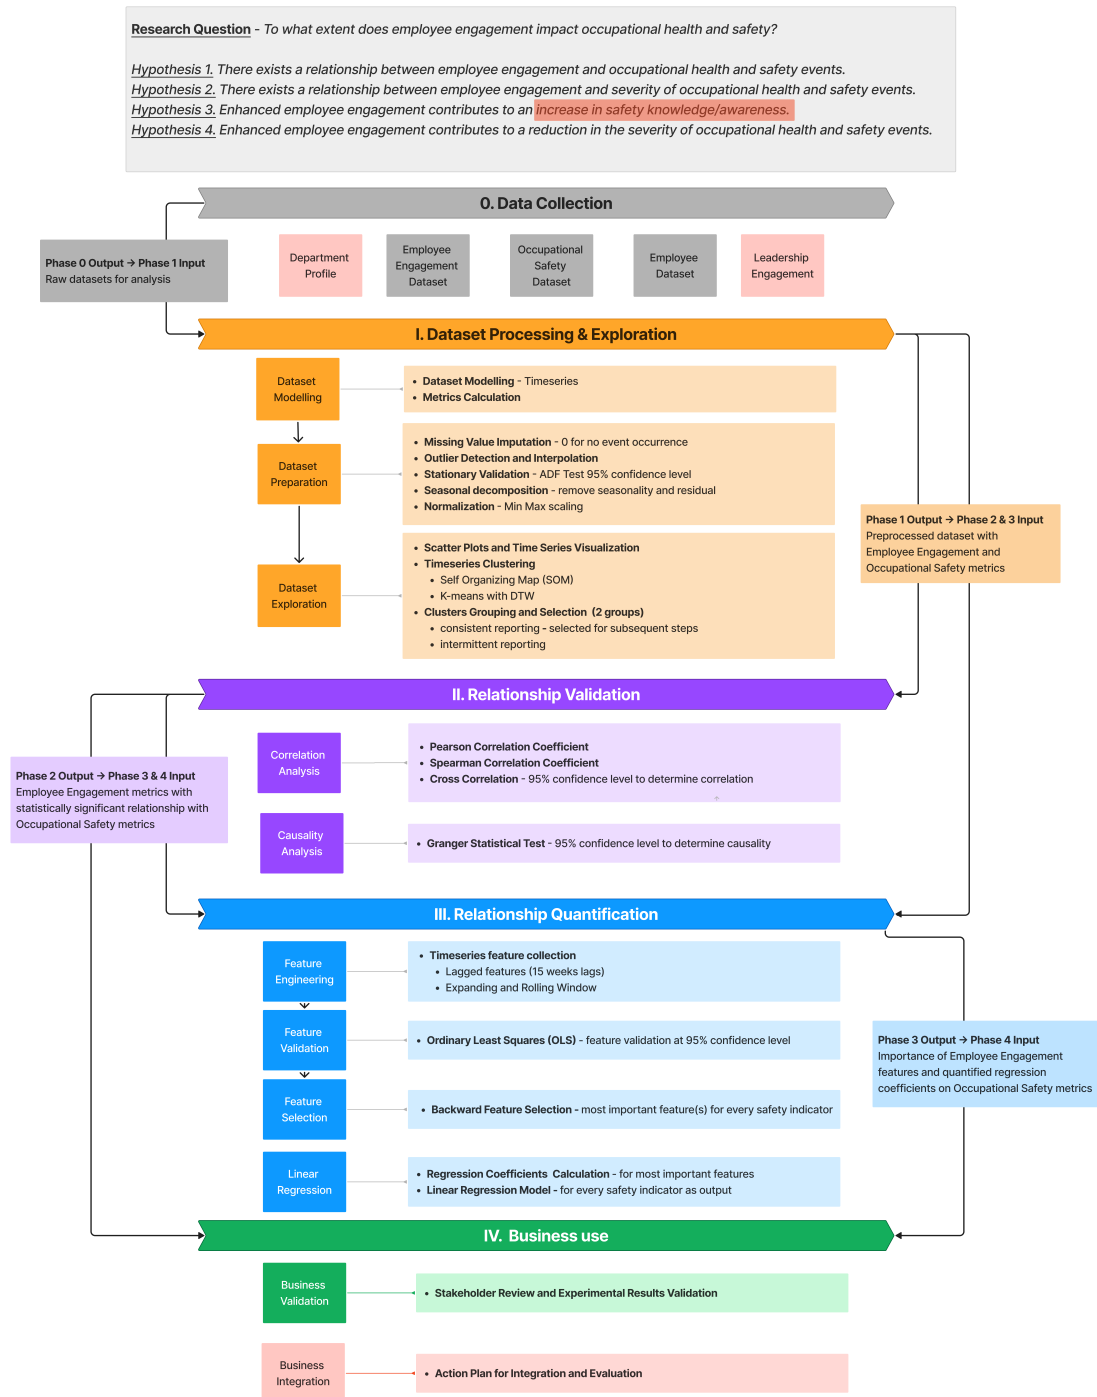 Research Question - To what extent does employee engagement impact occupational health and safety?
Hypothesis 1. There exists a relationship between employee engagement and occupational health and safety events.
Hypothesis 2. There exists a relationship between employee engagement and severity of occupational health and safety events.
Hypothesis 3. Enhanced employee engagement contributes to an increase in safety knowledge/awareness.
Hypothesis 4. Enhanced employee engagement contributes to a reduction in the severity of occupational health and safety events.
0. Data Collection
Phase 0 Output → Phase 1 Input
Raw datasets for analysis
Department
Profile
Employee
Engagement
Dataset
Occupational
Safety
Dataset
Employee
Dataset
Leadership
Engagement
I. Dataset Processing & Exploration
Dataset
Modelling
• Dataset Modelling - Timeseries
• Metrics Calculation
Dataset
Preparation
• Missing Value Imputation - 0 for no event occurrence
• Outlier Detection and Interpolation
• Stationary Validation - ADF Test 95% confidence level
• Seasonal decomposition - remove seasonality and residual
• Normalization - Min Max scaling
Phase 1 Output → Phase 2 & 3 Input
Preprocessed dataset with
Employee Engagement and
Occupational Safety metrics
Dataset
Exploration
• Scatter Plots and Time Series Visualization
• Timeseries Clustering
• Self Organizing Map (SOM)
• K-means with DTW
• Clusters Grouping and Selection (2 groups)
• consistent reporting - selected for subsequent steps
• intermittent reporting
II. Relationship Validation
Correlation
Analysis
• Pearson Correlation Coefficient
• Spearman Correlation Coefficient
• Cross Correlation - 95% confidence level to determine correlation
Phase 2 Output → Phase 3 & 4 Input
Employee Engagement metrics with
statistically significant relationship with
Occupational Safety metrics
Causality
Analysis
• Granger Statistical Test - 95% confidence level to determine causality
III. Relationship Quantification
Feature
Engineering
• Timeseries feature collection
• Lagged features (15 weeks lags)
• Expanding and Rolling Window
Feature
Validation
• Ordinary Least Squares (OLS) - feature validation at 95% confidence level
Phase 3 Output → Phase 4 Input
Importance of Employee Engagement
features and quantified regression
coefficients on Occupational Safety metrics
Feature
Selection
• Backward Feature Selection - most important feature(s) for every safety indicator
Linear
Regression
• Regression Coefficients Calculation - for most important features
• Linear Regression Model - for every safety indicator as output
IV. Business use
Business
Validation
• Stakeholder Review and Experimental Results Validation
Business
Integration
• Action Plan for Integration and Evaluation